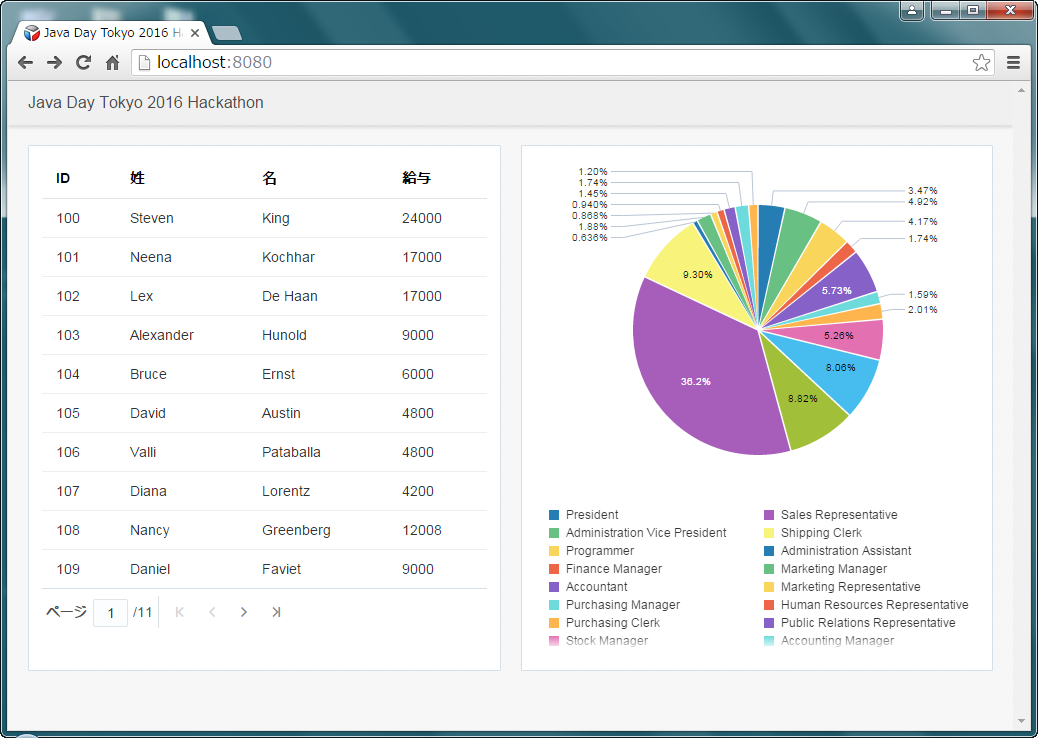 Java Day Tokyo 2016 H
localhost:8080
Java Day Tokyo 2016 Hackathon
ID 姓 名 給与
100 Steven King 24000
101 Neena Kochhar 17000
102 Lex De Haan 17000
103 Alexander Hunold 9000
104 Bruce Ernst 6000
105 David Austin 4800
106 Valli Pataballa 4800
107 Diana Lorentz 4200
108 Nancy Greenberg 12008
109 Daniel Faviet 9000
ページ 1 /11
1.20%
1.74%
1.45%
0.940%
0.868%
1.88%
0.636%
3.47%
4.92%
4.17%
1.74%
5.73%
1.59%
2.01%
5.26%
8.06%
8.82%
36.2%
9.30%
President
Administration Vice President
Programmer
Finance Manager
Accountant
Purchasing Manager
Purchasing Clerk
Stock Manager
Sales Representative
Shipping Clerk
Administration Assistant
Marketing Manager
Marketing Representative
Human Resources Representative
Public Relations Representative
Accounting Manager